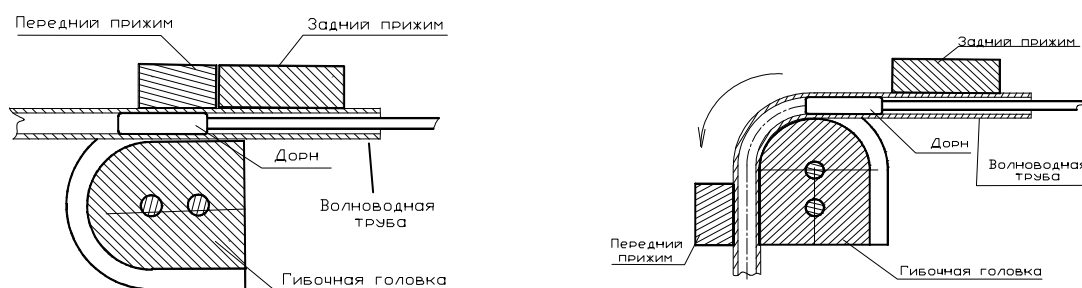 Передний прижим
Задний прижим
Дорн
Волноводная
труба
Гибочная головка
Задний прижим
Дорн
Волноводная
труба
Передний
прижим
Гибочная головка